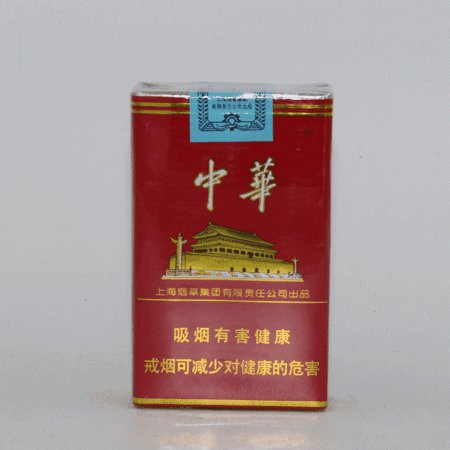 中華
上海烟草集团有限责任公司出品
吸烟有害健康
戒烟可减少对健康的危害